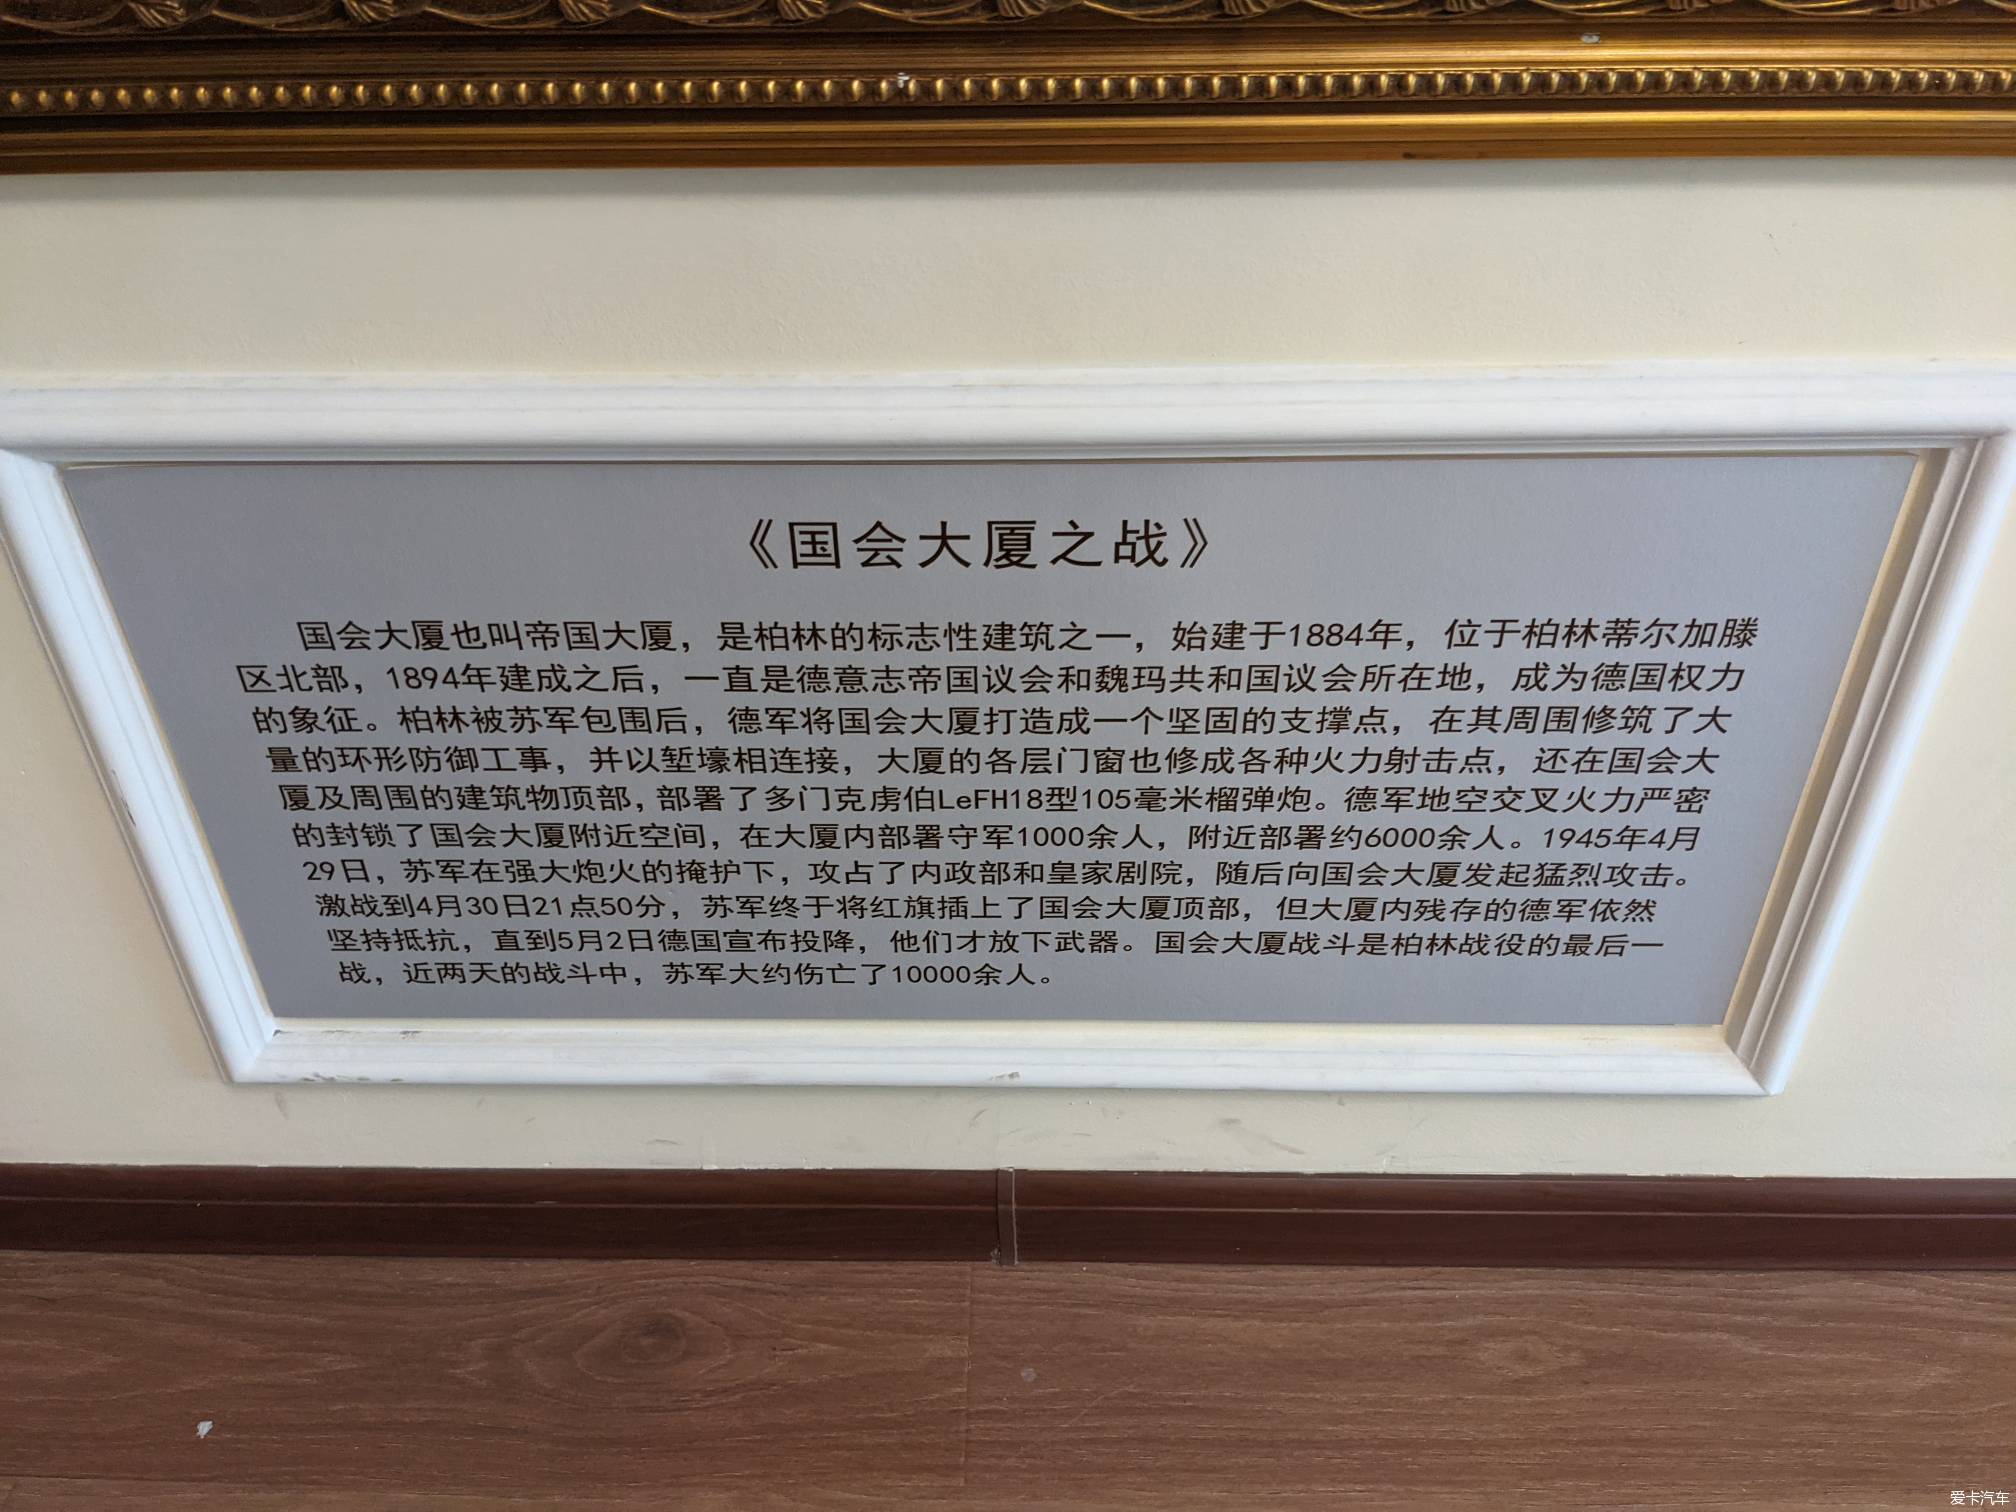 《国会大厦之战》
国会大厦也叫帝国大厦，是柏林的标志性建筑之一，始建于1884年，位于柏林蒂尔加滕
区北部，1894年建成之后，一直是德意志帝国议会和魏玛共和国议会所在地，成为德国权力
的象征。柏林被苏军包围后，德军将国会大厦打造成一个坚固的支撑点，在其周围修筑了大
量的环形防御工事，并以堑壕相连接，大厦的各层门窗也修成各种火力射击点，还在国会大
厦及周围的建筑物顶部，部署了多门克虏伯LeFH18型105毫米榴弹炮。德军地空交叉火力严密
的封锁了国会大厦附近空间，在大厦内部署守军1000余人，附近部署约6000余人。1945年4月
29日，苏军在强大炮火的掩护下，攻占了内政部和皇家剧院，随后向国会大厦发起猛烈攻击。
激战到4月30日21点50分，苏军终于将红旗插上了国会大厦顶部，但大厦内残存的德军依然
坚持抵抗，直到5月2日德国宣布投降，他们才放下武器。国会大厦战斗是柏林战役的最后一
战，近两天的战斗中，苏军大约伤亡了10000余人。
爱卡汽车